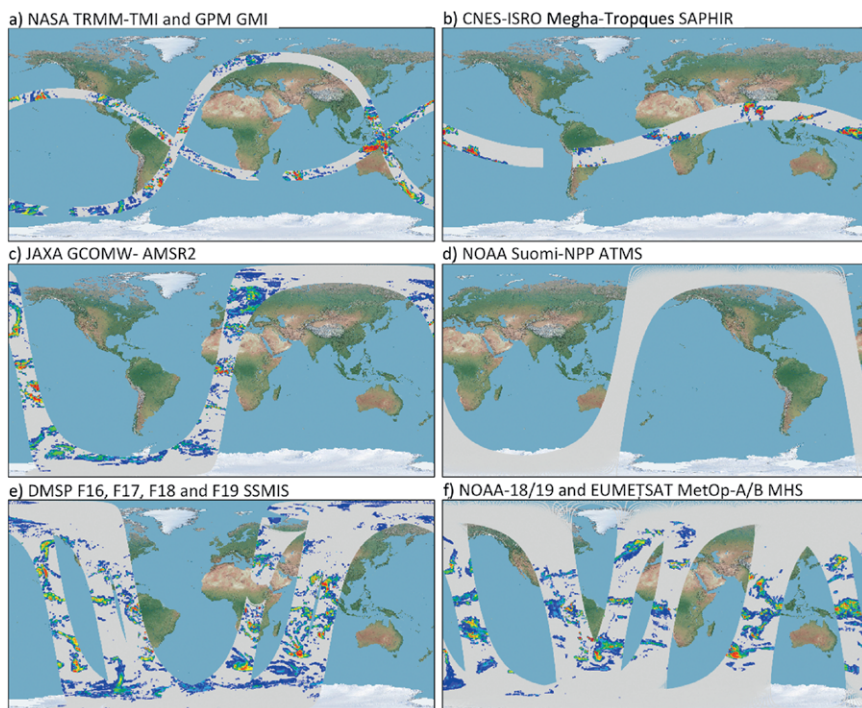 a) NASA TRMM-TMI and GPM GMI
b) CNES-ISRO Megha-Tropques SAPHIR
c) JAXA GCOMW- AMSR2
d) NOAA Suomi-NPP ATMS
e) DMSP F16, F17, F18 and F19 SSMIS
f) NOAA-18/19 and EUMETSAT MetOp-A/B MHS